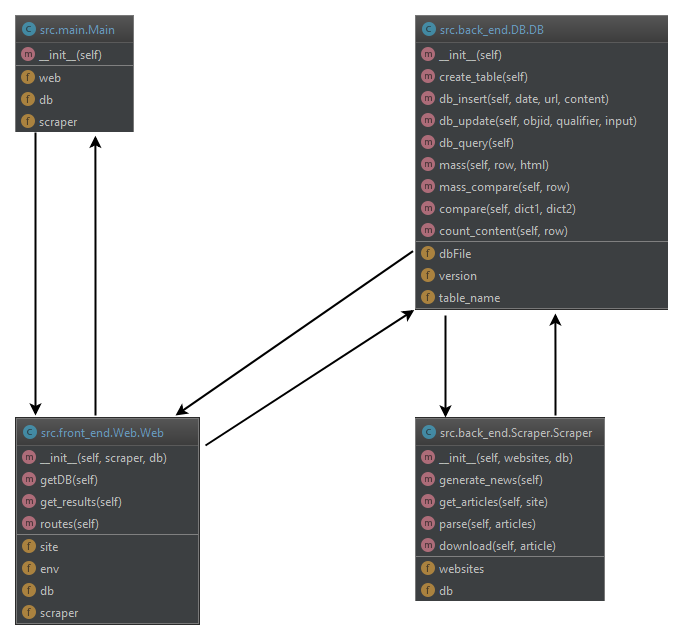 C src.main.Main
m __init__(self)
f web
f db
f scraper
C src.back_end.DB.DB
m __init__(self)
m create_table(self)
m db_insert(self, date, url, content)
m db_update(self, objid, qualifier, input)
m db_query(self)
m mass(self, row, html)
m mass_compare(self, row)
m compare(self, dict1, dict2)
m count_content(self, row)
f dbFile
f version
f table_name
C src.front_end.Web.Web
m __init__(self, scraper, db)
m getDB(self)
m get_results(self)
m routes(self)
f site
f env
f db
f scraper
C src.back_end.Scraper.Scraper
m __init__(self, websites, db)
m generate_news(self)
m get_articles(self, site)
m parse(self, articles)
m download(self, article)
f websites
f db